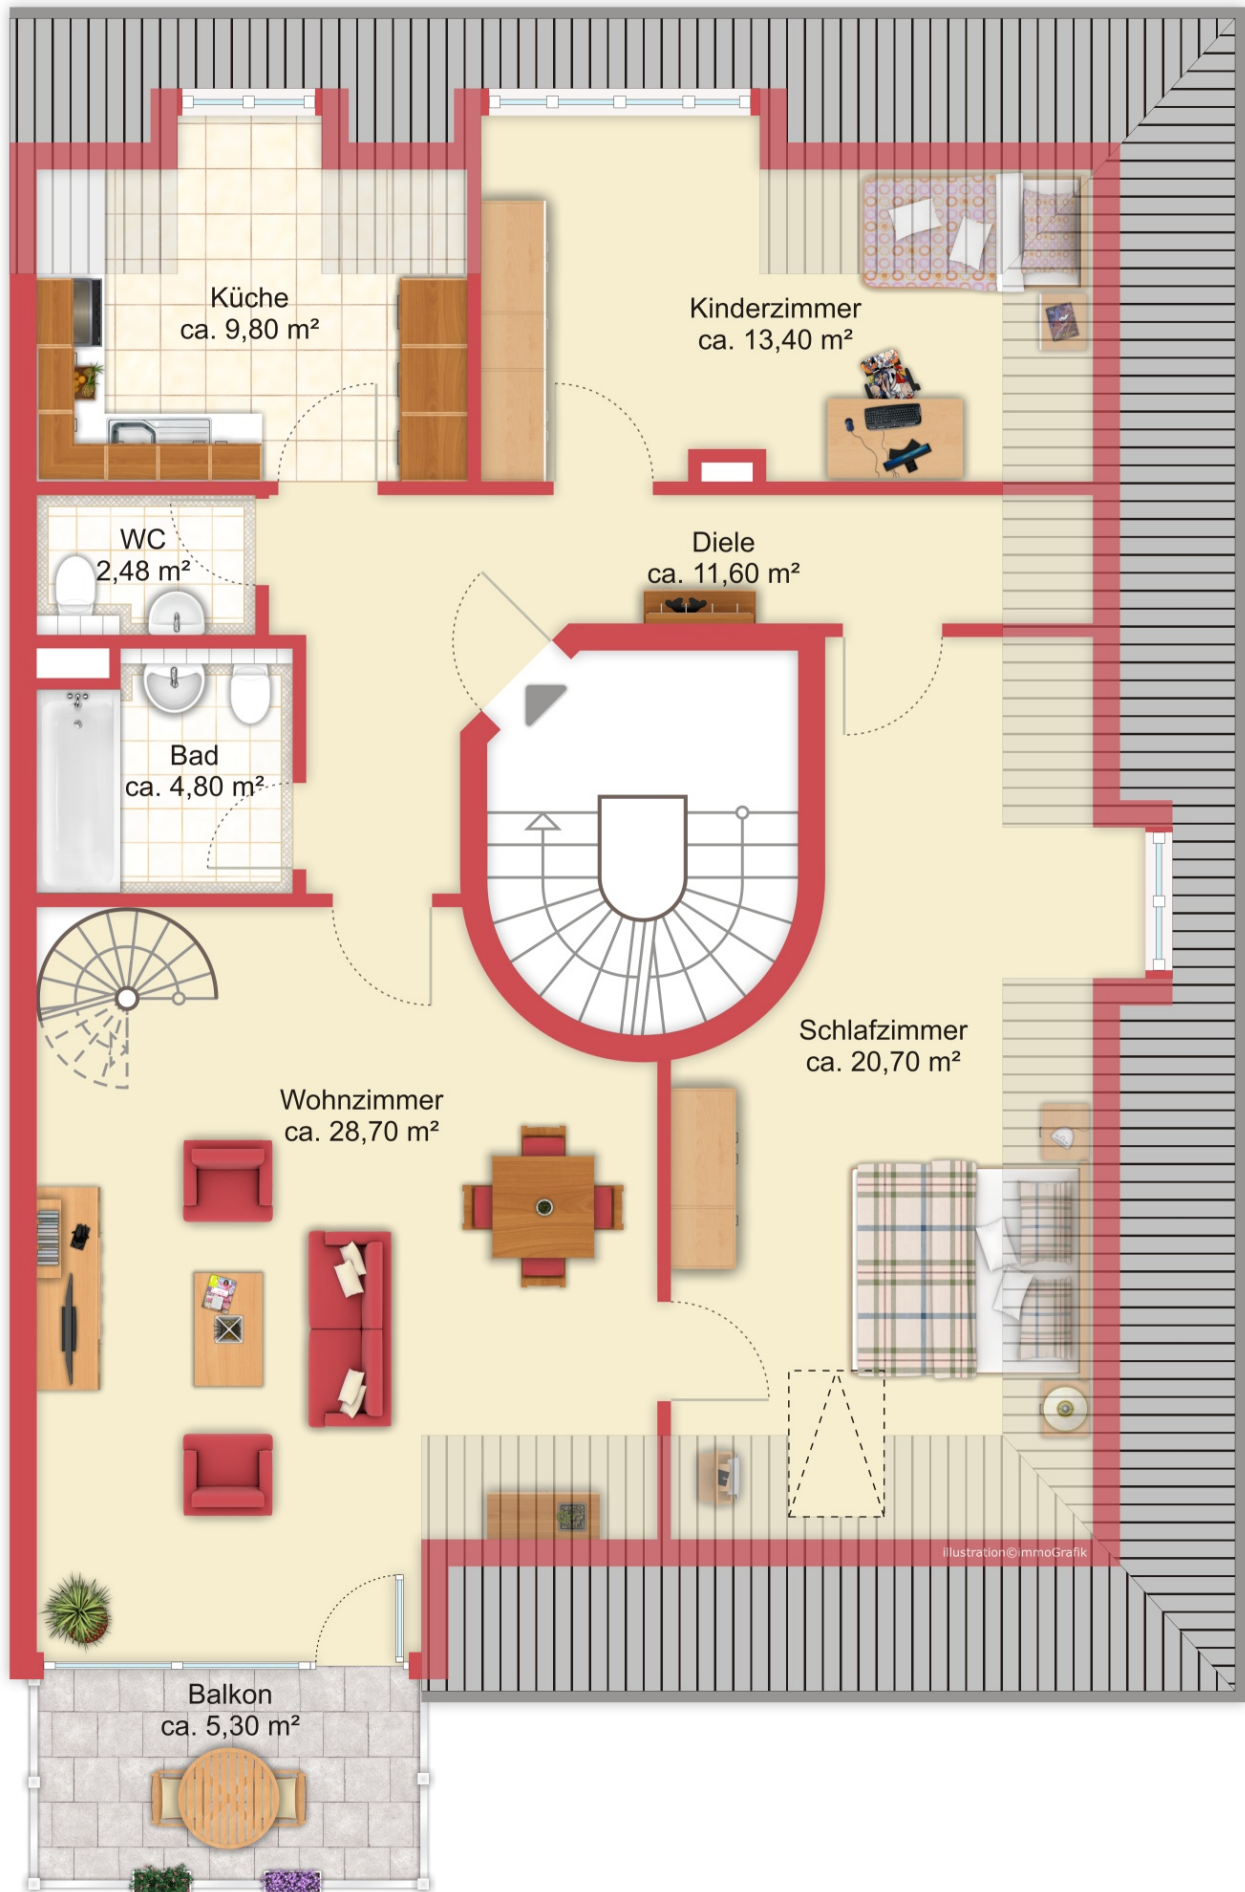 Küche
ca. 9,80 m²
Kinderzimmer
ca. 13,40 m²
WC
2,48 m²
Diele
ca. 11,60 m²
Bad
ca. 4,80 m²
Schlafzimmer
ca. 20,70 m²
Wohnzimmer
ca. 28,70 m²
illustration©immoGrafik
Balkon
ca. 5,30 m²